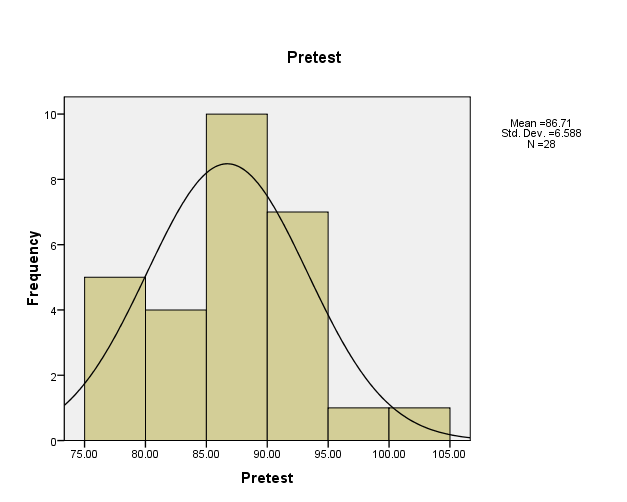 Pretest
Mean =86.71
Std. Dev. =6.588
N =28
Frequency
10
8
6
4
2
0
75.00 80.00 85.00 90.00 95.00 100.00 105.00
Pretest